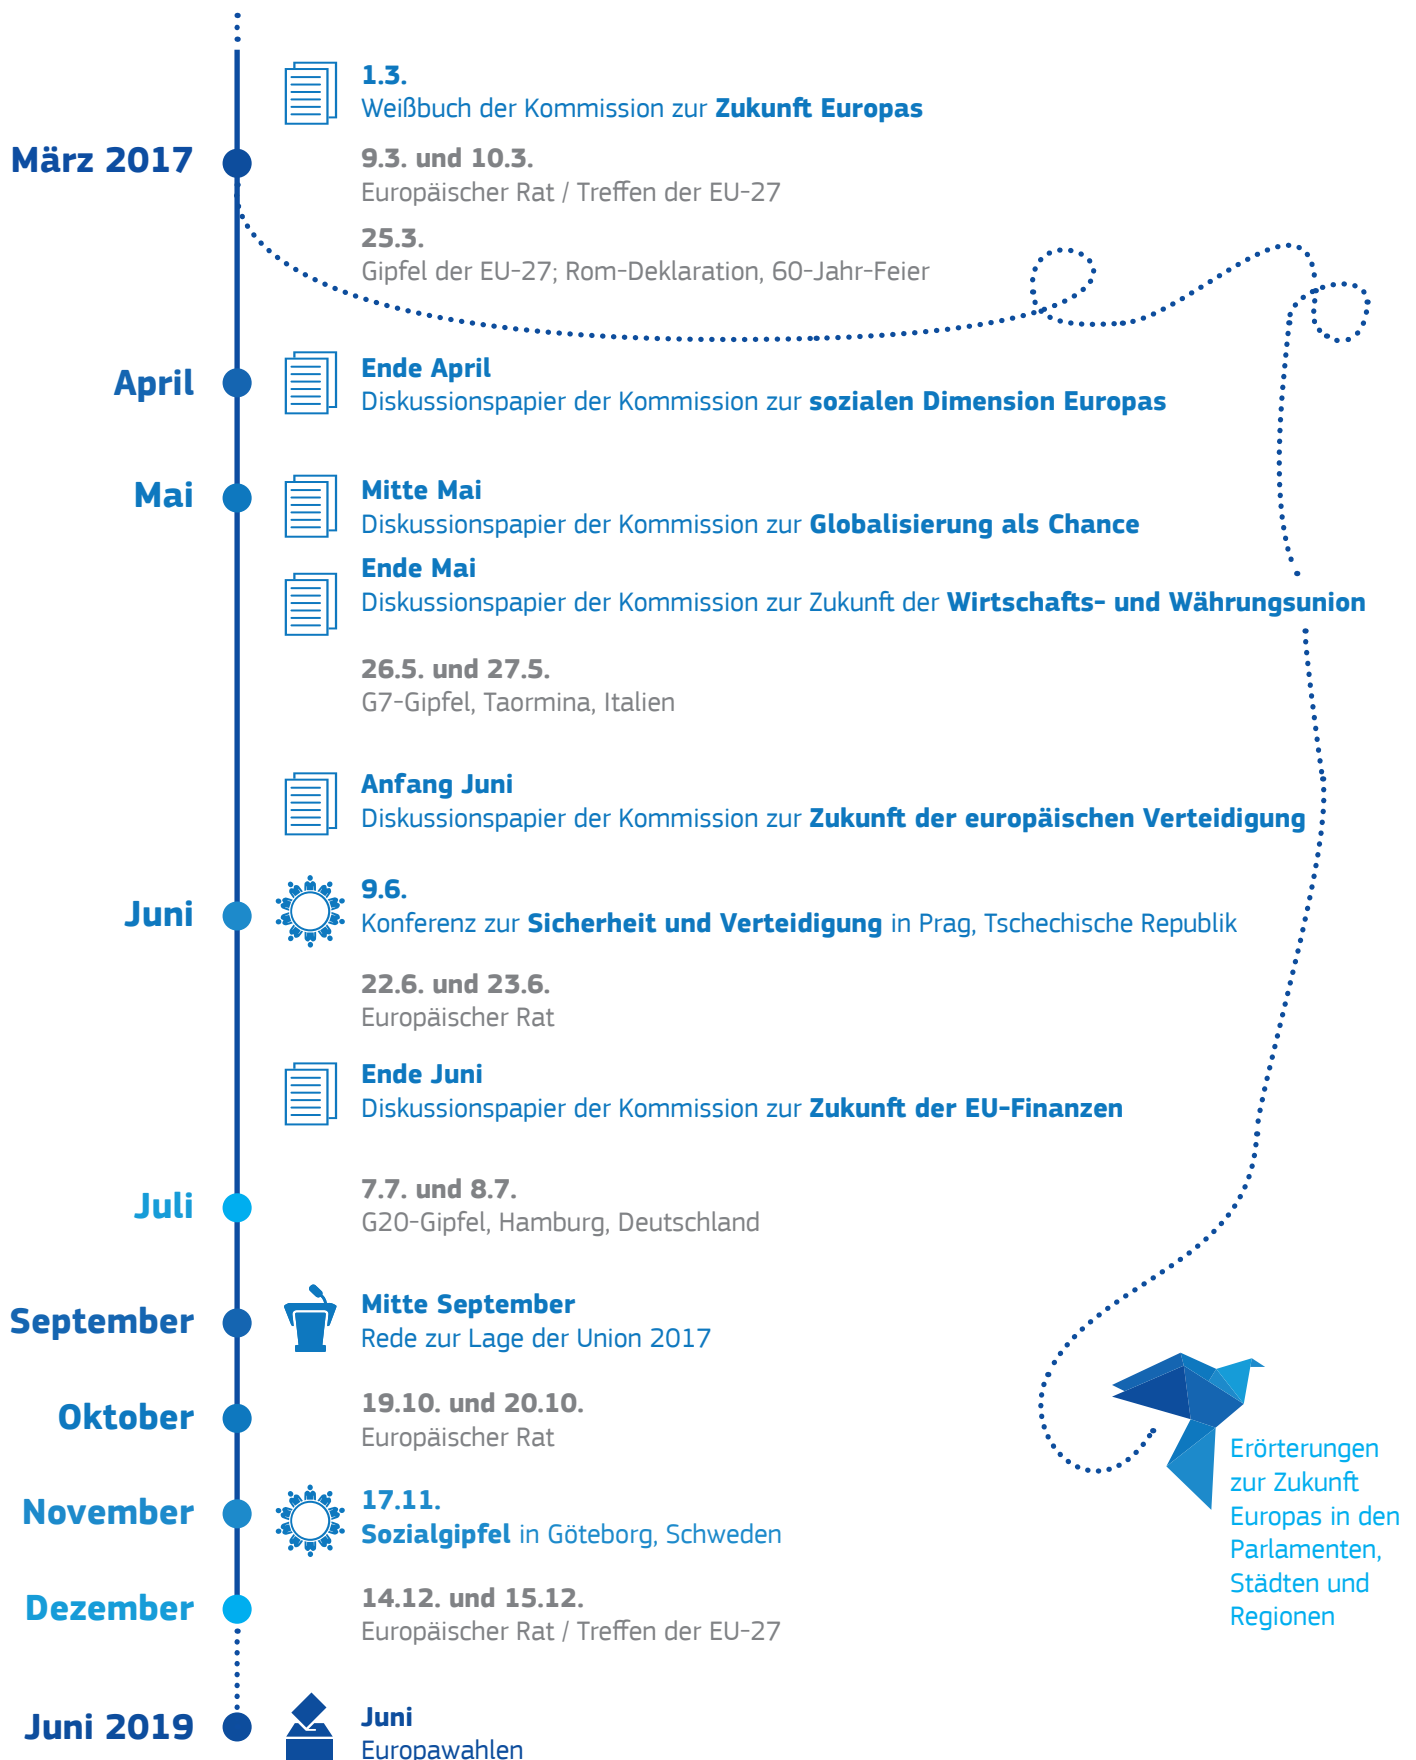 März 2017
1.3.
Weißbuch der Kommission zur Zukunft Europas
9.3. und 10.3.
Europäischer Rat / Treffen der EU-27
25.3.
Gipfel der EU-27; Rom-Deklaration, 60-Jahr-Feier
April
Ende April
Diskussionspapier der Kommission zur sozialen Dimension Europas
Mai
Mitte Mai
Diskussionspapier der Kommission zur Globalisierung als Chance
Ende Mai
Diskussionspapier der Kommission zur Zukunft der Wirtschafts- und Währungsunion
26.5. und 27.5.
G7-Gipfel, Taormina, Italien
Juni
Anfang Juni
Diskussionspapier der Kommission zur Zukunft der europäischen Verteidigung
9.6.
Konferenz zur Sicherheit und Verteidigung in Prag, Tschechische Republik
22.6. und 23.6.
Europäischer Rat
Ende Juni
Diskussionspapier der Kommission zur Zukunft der EU-Finanzen
Juli
7.7. und 8.7.
G20-Gipfel, Hamburg, Deutschland
September
Mitte September
Rede zur Lage der Union 2017
Oktober
19.10. und 20.10.
Europäischer Rat
November
17.11.
Sozialgipfel in Göteborg, Schweden
Dezember
14.12. und 15.12.
Europäischer Rat / Treffen der EU-27
Juni 2019
Juni
Europawahlen
Erörterungen
zur Zukunft
Europas in den
Parlamenten,
Städten und
Regionen